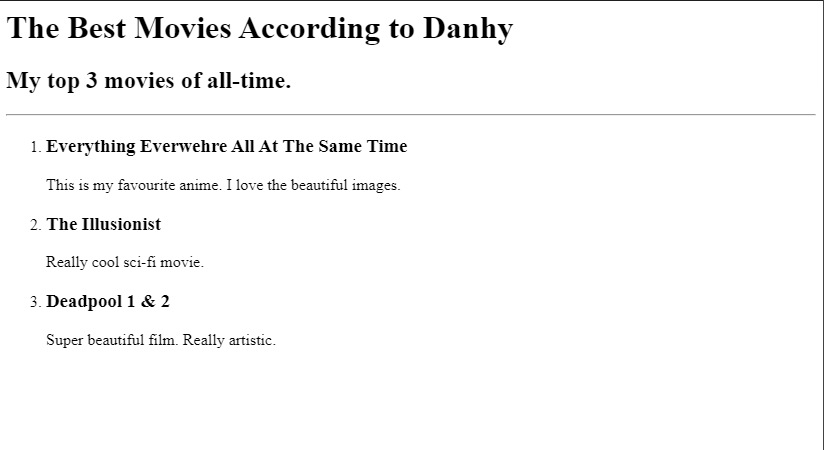 The Best Movies According to Danhy
My top 3 movies of all-time.
1. Everything Everwehre All At The Same Time
This is my favourite anime. I love the beautiful images.
2. The Illusionist
Really cool sci-fi movie.
3. Deadpool 1 & 2
Super beautiful film. Really artistic.